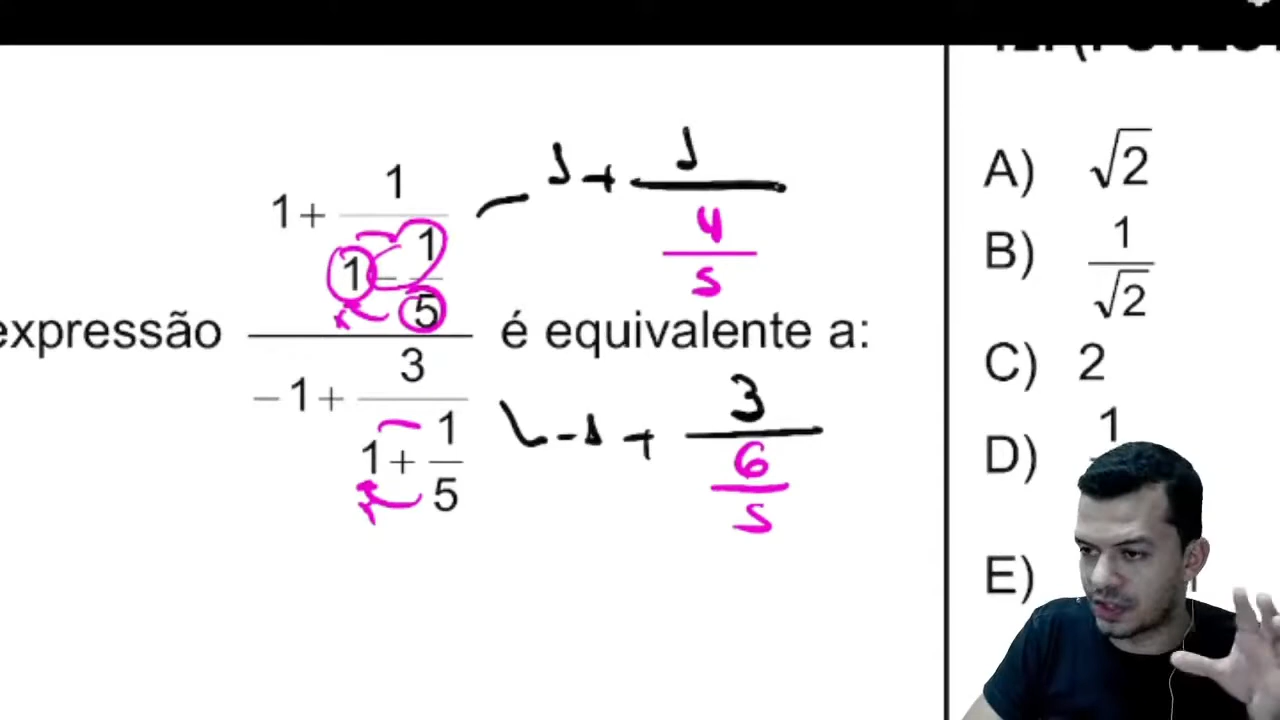 1+ 1
1 - 1
5
expressão é equivalente a:
-1+ 3
1+ 1
5
1+ 1
4
5
-1 + 3
6
5
A) √2
B) 1
√2
C) 2
D) 1
E)